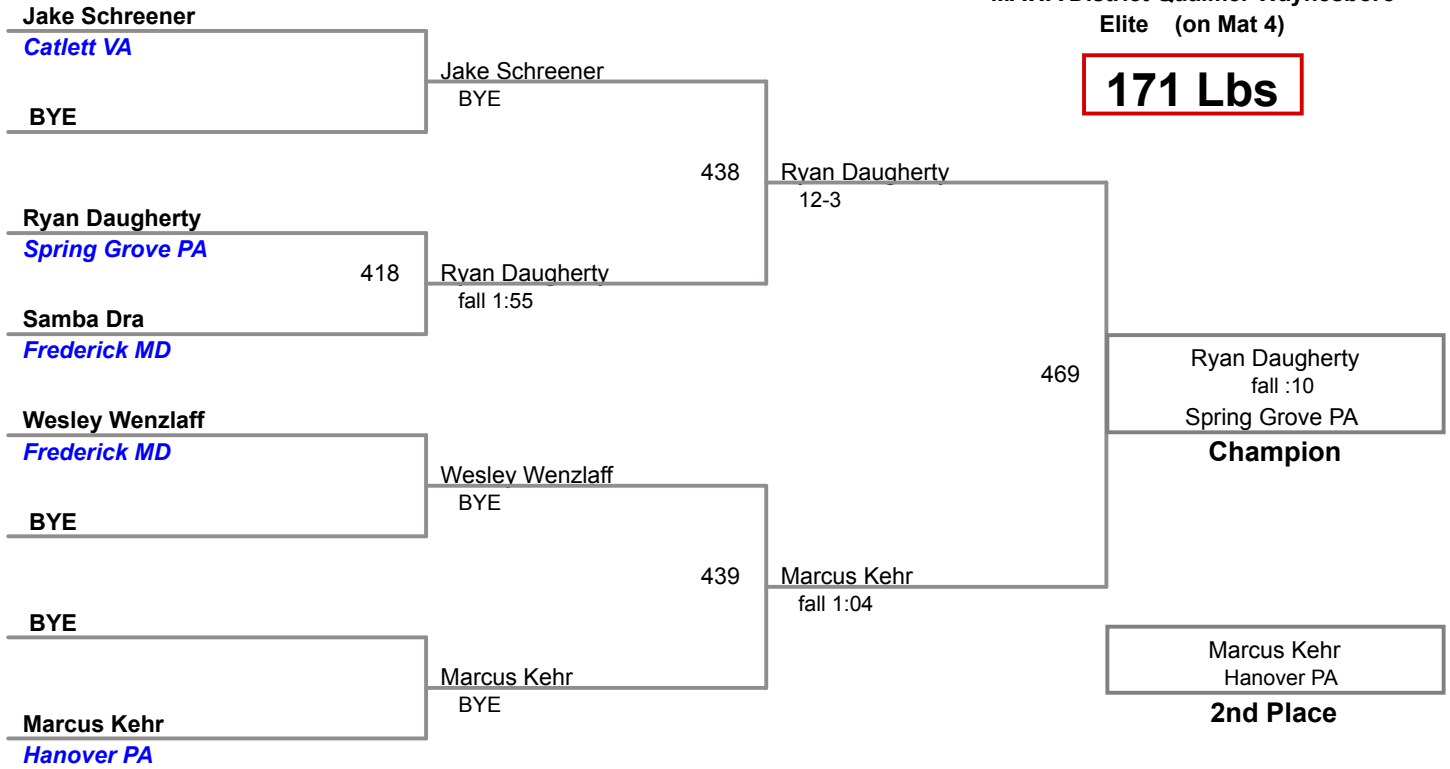 Jake Schreener
Catlett VA
BYE
Ryan Daugherty
Spring Grove PA
Samba Dra
Frederick MD
Wesley Wenzlaff
Frederick MD
BYE
BYE
Marcus Kehr
Hanover PA
418
Jake Schreener
BYE
Ryan Daugherty
fall 1:55
Wesley Wenzlaff
BYE
Marcus Kehr
BYE
438
439
Ryan Daugherty
12-3
Marcus Kehr
fall 1:04
469
District Qualifier Waynesboro
Elite (on Mat 4)
171 Lbs
Ryan Daugherty
fall :10
Spring Grove PA
Champion
Marcus Kehr
Hanover PA
2nd Place